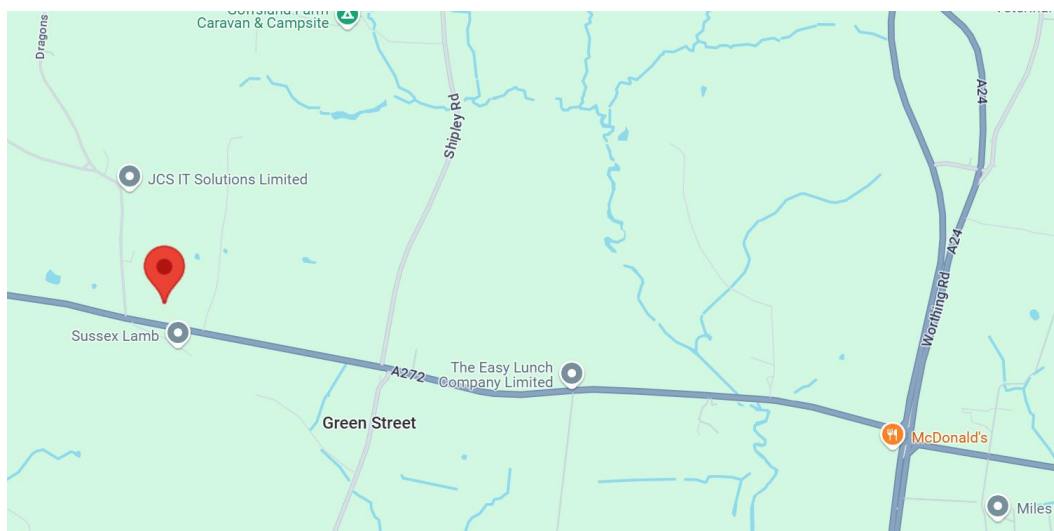 Caravan & Campsite
Dragons
Shipley Rd
A24
JCS IT Solutions Limited
A24
Worthing Rd
Sussex Lamb
A272
The Easy Lunch
Company Limited
Green Street
McDonald's
Miles